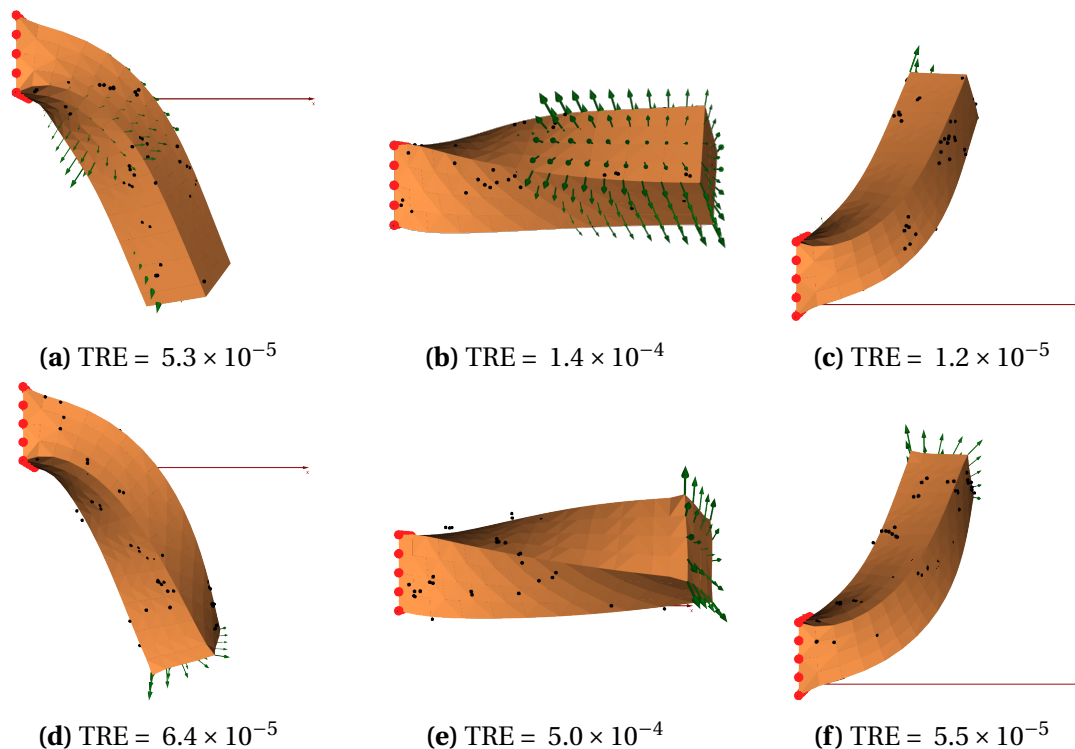 x
(a) TRE = 5.3 × 10⁻⁵
(b) TRE = 1.4 × 10⁻⁴
(c) TRE = 1.2 × 10⁻⁵
x
x
(d) TRE = 6.4 × 10⁻⁵
(e) TRE = 5.0 × 10⁻⁴
(f) TRE = 5.5 × 10⁻⁵